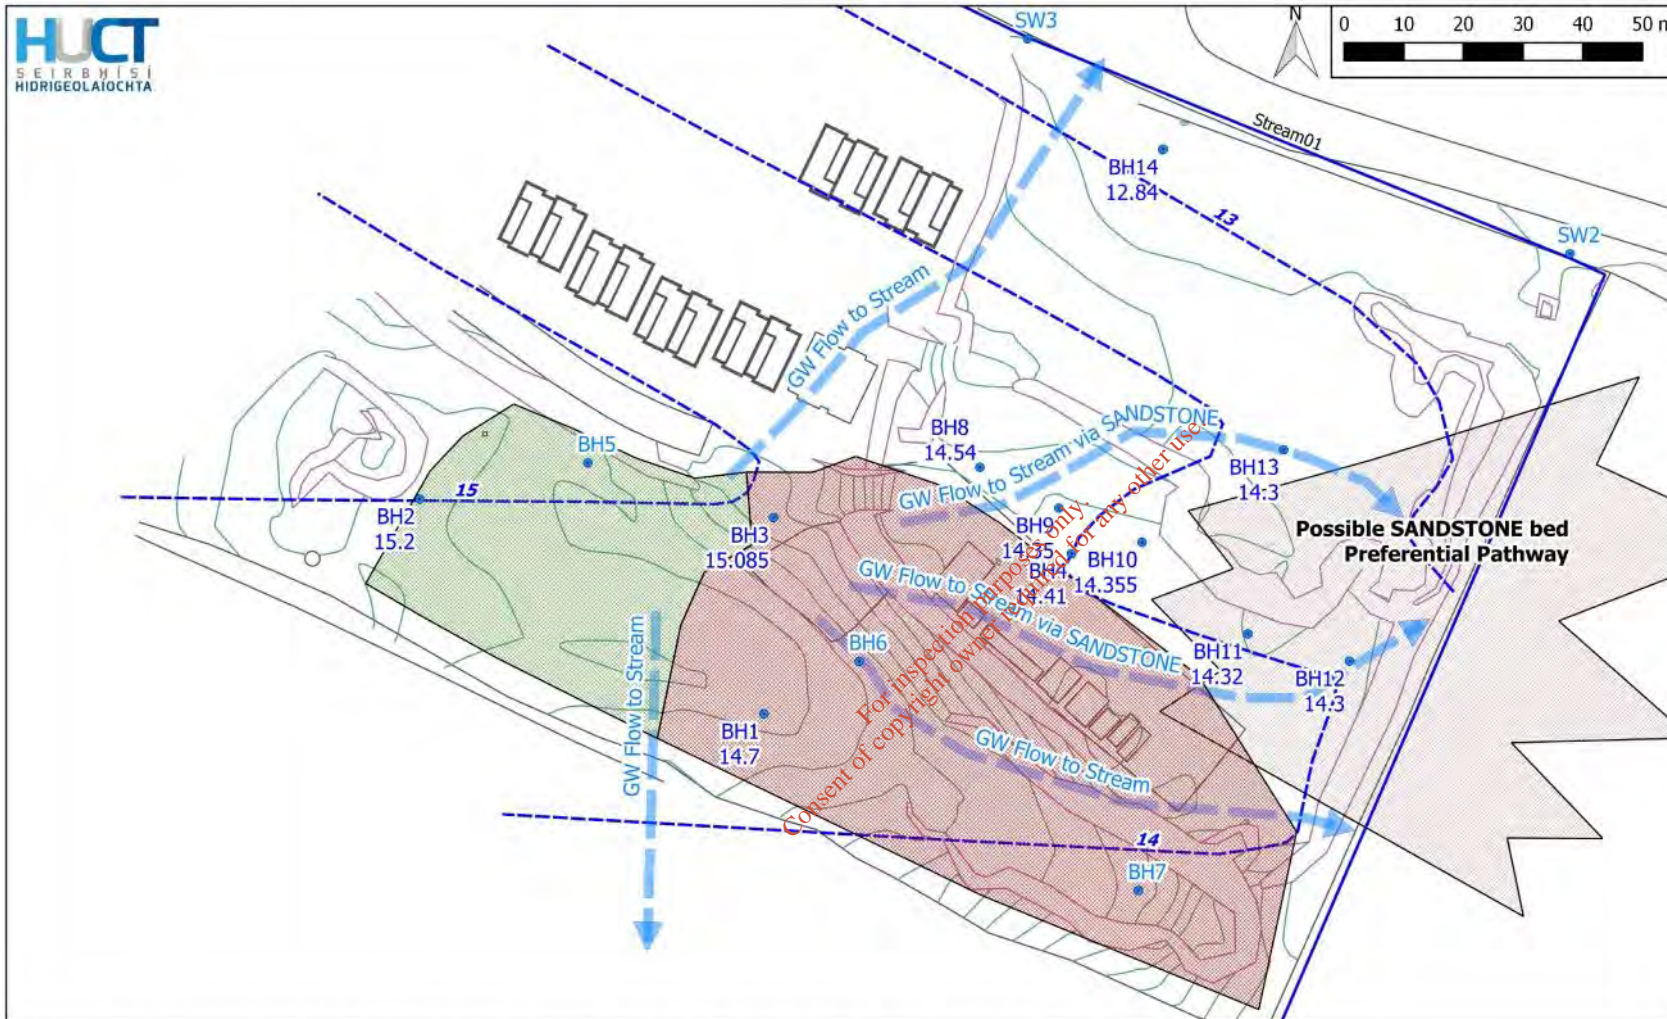 HUCT
SEIRBHÍSÍ
HIDRIGEOLAÍOCHTA
SW3
N
0 10 20 30 40 50 m
Stream01
BH14
12.84
13
SW2
GW Flow to Stream
BH8
14.54
GW Flow to Stream via SANDSTONE
BH5
BH13
14.3
15
BH2
15.2
BH3
15.085
BH9
14.35
BH4
14.41
BH10
14.355
Possible SANDSTONE bed
Preferential Pathway
GW Flow to Stream via SANDSTONE
BH6
BH11
14.32
BH12
14.3
GW Flow to Stream
BH1
14.7
GW Flow to Stream
14
BH7
For inspection purposes only.
Consent of copyright owner required for any other use.